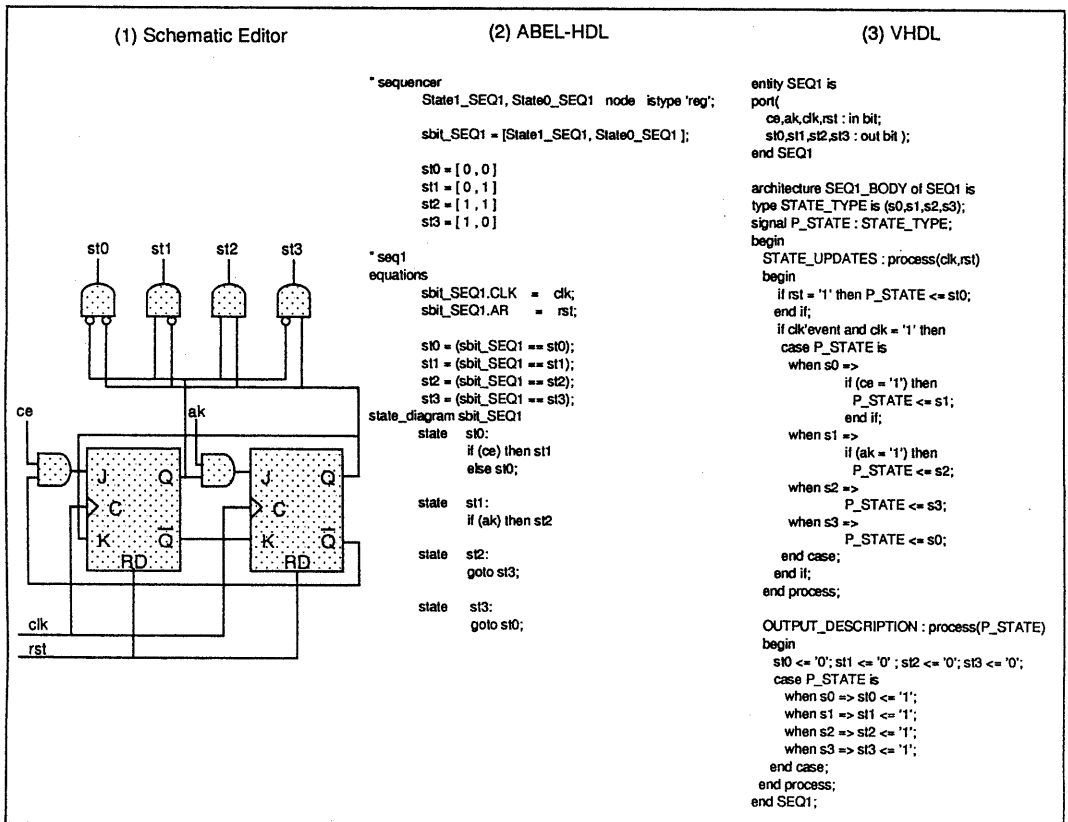 (1) Schematic Editor
st0 st1 st2 st3
ce
ak
J Q
C
K Q
RD
J Q
C
K Q
RD
clk
rst
(2) ABEL-HDL
" sequencer
State1_SEQ1, State0_SEQ1 node istype 'reg';
sbit_SEQ1 = [State1_SEQ1, State0_SEQ1 ];
st0 = [ 0 , 0 ]
st1 = [ 0 , 1 ]
st2 = [ 1 , 1 ]
st3 = [ 1 , 0 ]
" seq1
equations
sbit_SEQ1.CLK = clk;
sbit_SEQ1.AR = rst;
st0 = (sbit_SEQ1 == st0);
st1 = (sbit_SEQ1 == st1);
st2 = (sbit_SEQ1 == st2);
st3 = (sbit_SEQ1 == st3);
state_diagram sbit_SEQ1
state st0:
if (ce) then st1
else st0;
state st1:
if (ak) then st2
state st2:
goto st3;
state st3:
goto st0;
(3) VHDL
entity SEQ1 is
port(
ce,ak,clk,rst : in bit;
st0,st1,st2,st3 : out bit );
end SEQ1
architecture SEQ1_BODY of SEQ1 is
type STATE_TYPE is (s0,s1,s2,s3);
signal P_STATE : STATE_TYPE;
begin
STATE_UPDATES : process(clk,rst)
begin
if rst = '1' then P_STATE <= st0;
end if;
if clk'event and clk = '1' then
case P_STATE is
when s0 =>
if (ce = '1') then
P_STATE <= s1;
end if;
when s1 =>
if (ak = '1') then
P_STATE <= s2;
when s2 =>
P_STATE <= s3;
when s3 =>
P_STATE <= s0;
end case;
end if;
end process;
OUTPUT_DESCRIPTION : process(P_STATE)
begin
st0 <= '0'; st1 <= '0' ; st2 <= '0'; st3 <= '0';
case P_STATE is
when s0 => st0 <= '1';
when s1 => st1 <= '1';
when s2 => st2 <= '1';
when s3 => st3 <= '1';
end case;
end process;
end SEQ1;